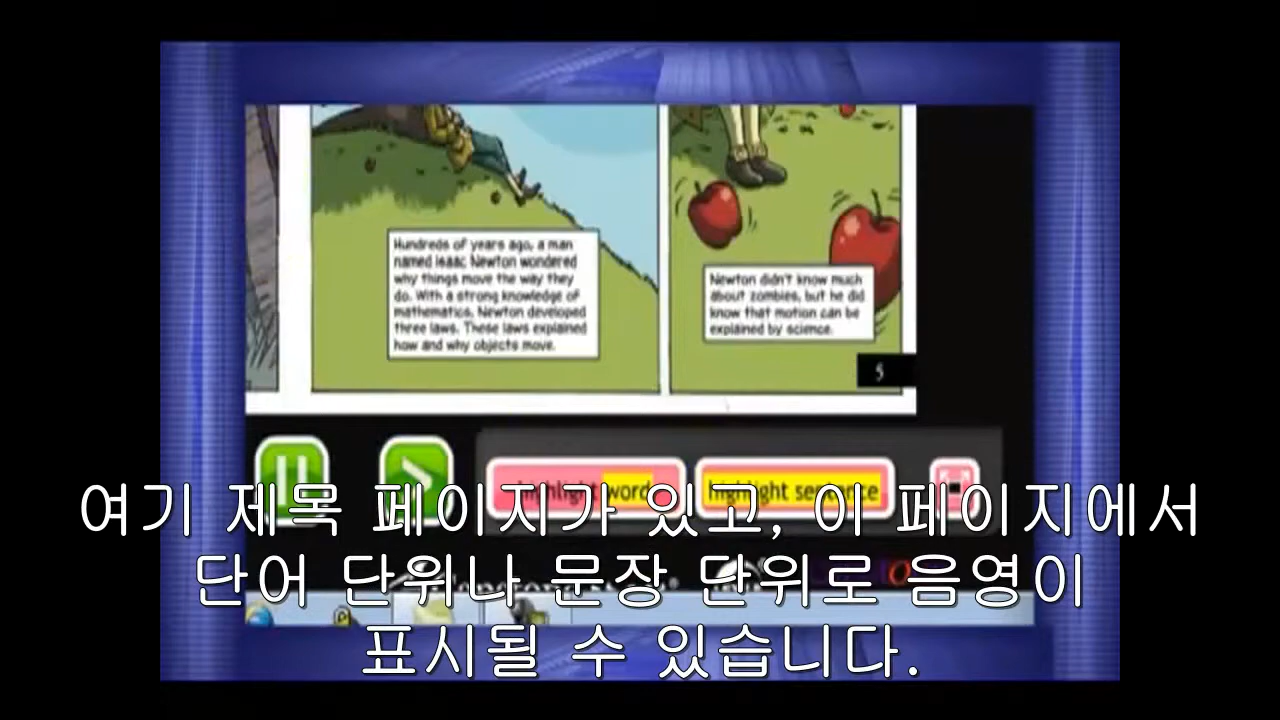 Hundreds of years ago, a man
named Isaac Newton wondered
why things move the way they
do. With a strong knowledge of
mathematics, Newton developed
three laws. These laws explained
how and why objects move.
Newton didn't know much
about zombies, but he did
know that motion can be
explained by science.
5
highlight word
highlight sentence
여기 제목 페이지가 있고, 이 페이지에서
단어 단위나 문장 단위로 음영이
표시될 수 있습니다.